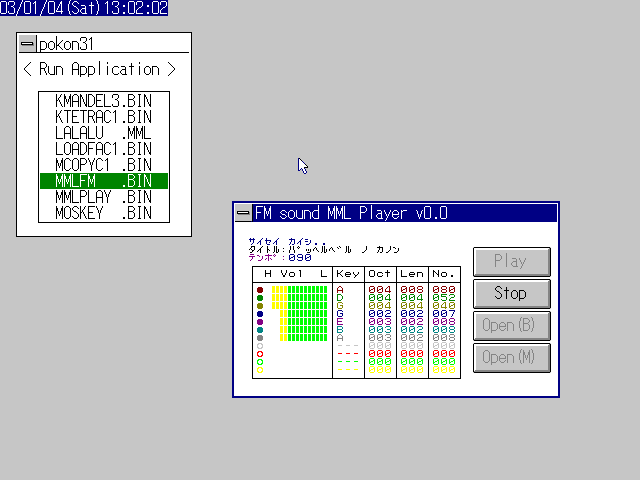 03/01/04(Sat)13:02:02
pokon31
< Run Application >
KMANDEL3.BIN
KTETRAC1.BIN
LALALU  .MML
LOADFAC1.BIN
MCOPYC1 .BIN
MMLFM   .BIN
MMLPLAY .BIN
MOSKEY  .BIN
FM sound MML Player v0.0
サイセイ カイシ..
タイトル:パッヘルベル ノ カノン
テンポ:090
H Vol L Key Oct Len No.
A 004 008 080
D 004 004 052
G 004 004 040
G 002 002 007
E 003 002 008
B 002 002 008
A 003 002 008
--- 000 000 000
--- 000 000 000
--- 000 000 000
--- 000 000 000
Play
Stop
Open(B)
Open(M)